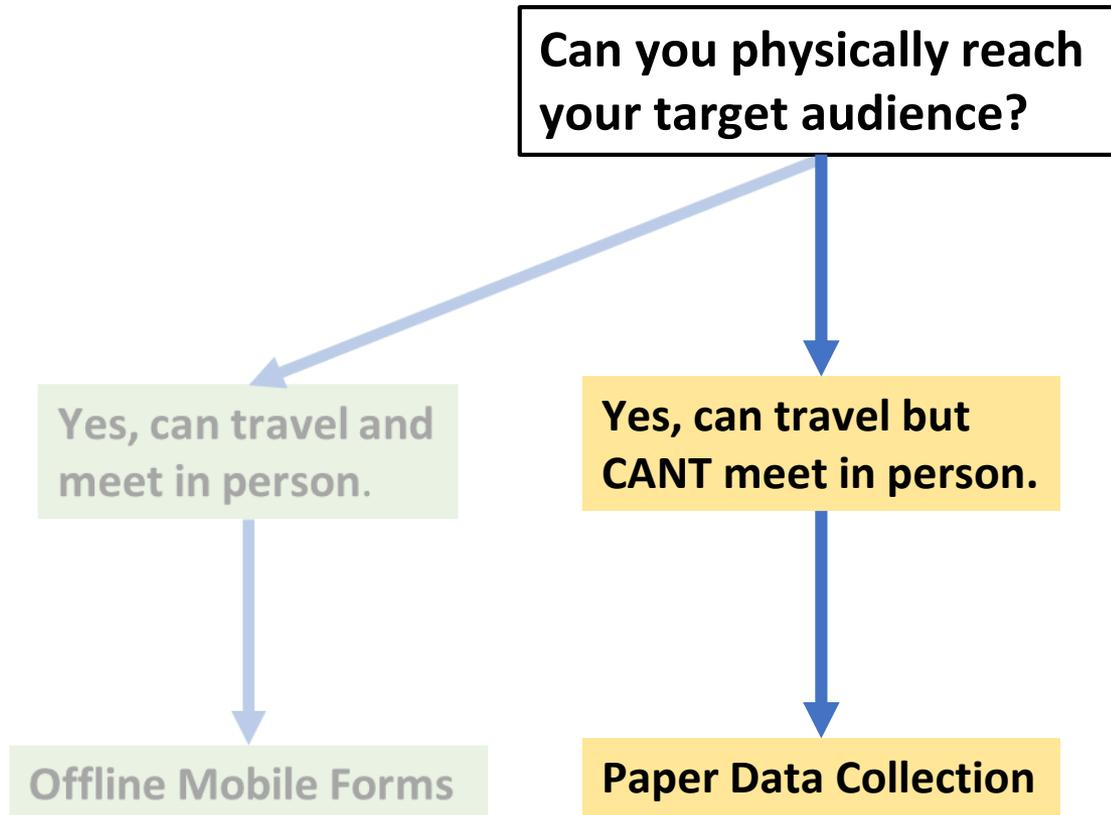 Can you physically reach
your target audience?
Yes, can travel and
meet in person.
Yes, can travel but
CANT meet in person.
Offline Mobile Forms
Paper Data Collection